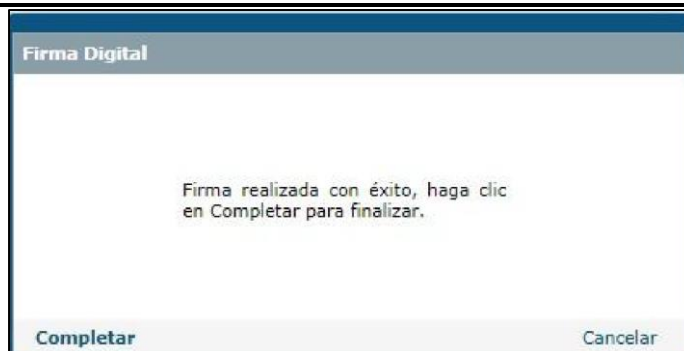 Firma Digital
Firma realizada con éxito, haga clic
en Completar para finalizar.
Completar Cancelar